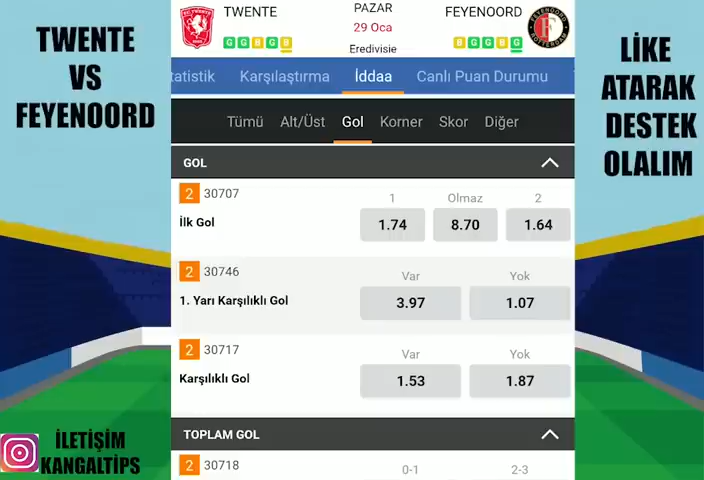 TWENTE
VS
FEYENOORD
LİKE
ATARAK
DESTEK
OLALIM
TWENTE
PAZAR
FEYENOORD
29 Oca
G G B G B
Eredivisie
B G G B G
tatistik Karşılaştırma İddaa Canlı Puan Durumu
Tümü Alt/Üst Gol Korner Skor Diğer
GOL
2 30707
1 Olmaz 2
İlk Gol
1.74 8.70 1.64
2 30746
Var Yok
1. Yarı Karşılıklı Gol
3.97 1.07
2 30717
Var Yok
Karşılıklı Gol
1.53 1.87
TOPLAM GOL
2 30718
0-1 2-3
İLETİŞİM
KANGALTİPS